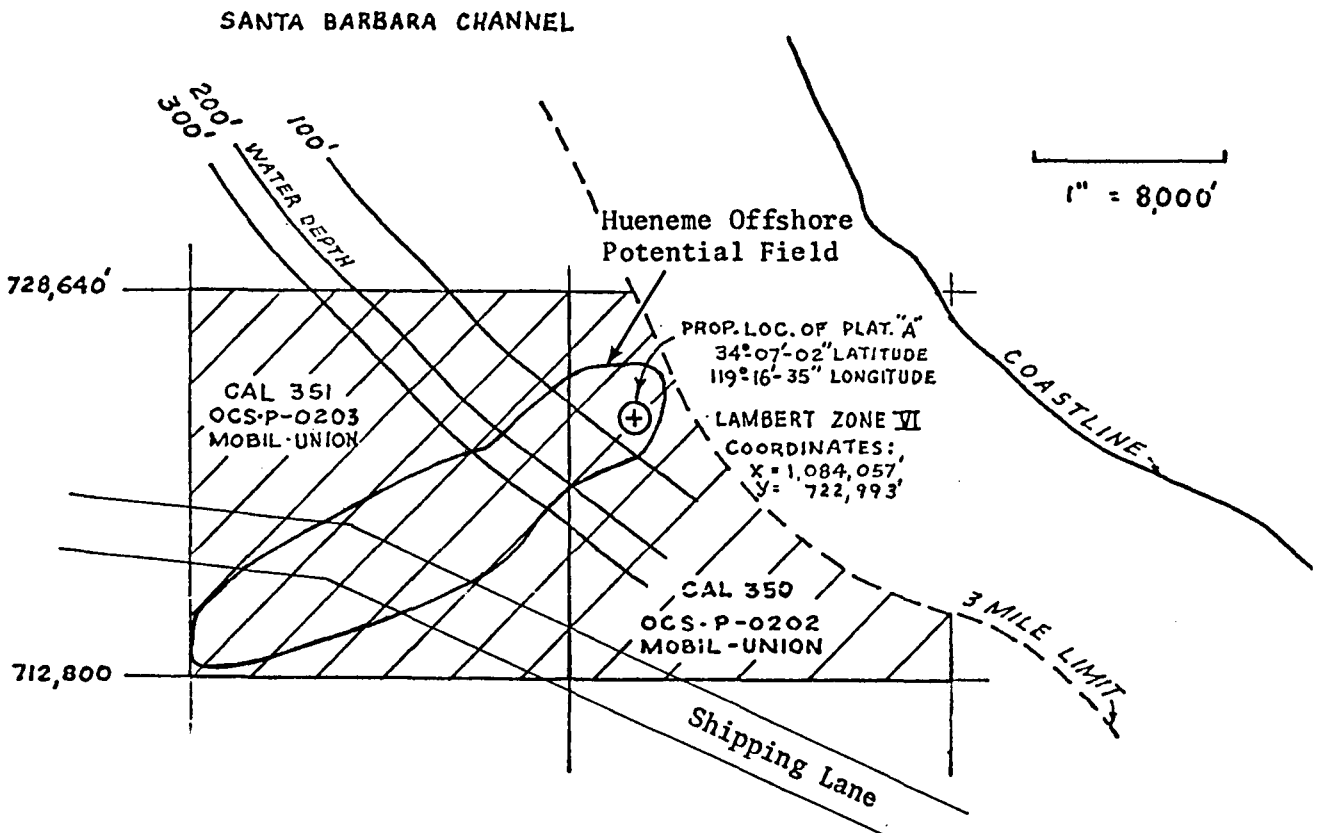 SANTA BARBARA CHANNEL
300'
200'
WATER DEPTH
100'
1" = 8,000'
Hueneme Offshore
Potential Field
728,640'
PROP. LOC. OF PLAT. "A"
34°-07'-02" LATITUDE
119°-16'-35" LONGITUDE
COASTLINE
CAL 351
OCS-P-0203
MOBIL-UNION
LAMBERT ZONE VI
COORDINATES:
X = 1,084,057'
Y = 722,993'
CAL 350
OCS-P-0202
MOBIL-UNION
3 MILE LIMIT
712,800
Shipping Lane